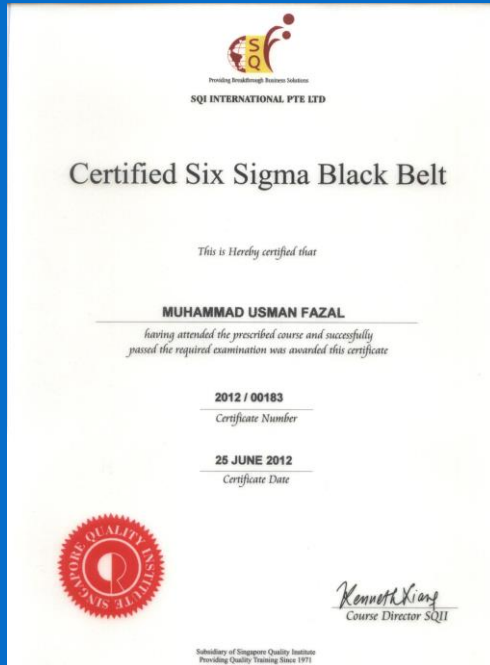 SQ
Providing Breakthrough Business Solutions
SQI INTERNATIONAL PTE LTD
Certified Six Sigma Black Belt
This is Hereby certified that
MUHAMMAD USMAN FAZAL
having attended the prescribed course and successfully
passed the required examination was awarded this certificate
2012 / 00183
Certificate Number
25 JUNE 2012
Certificate Date
SINGAPORE QUALITY INSTITUTE
Kenneth Liang
Course Director SQII
Subsidiary of Singapore Quality Institute
Providing Quality Training Since 1971